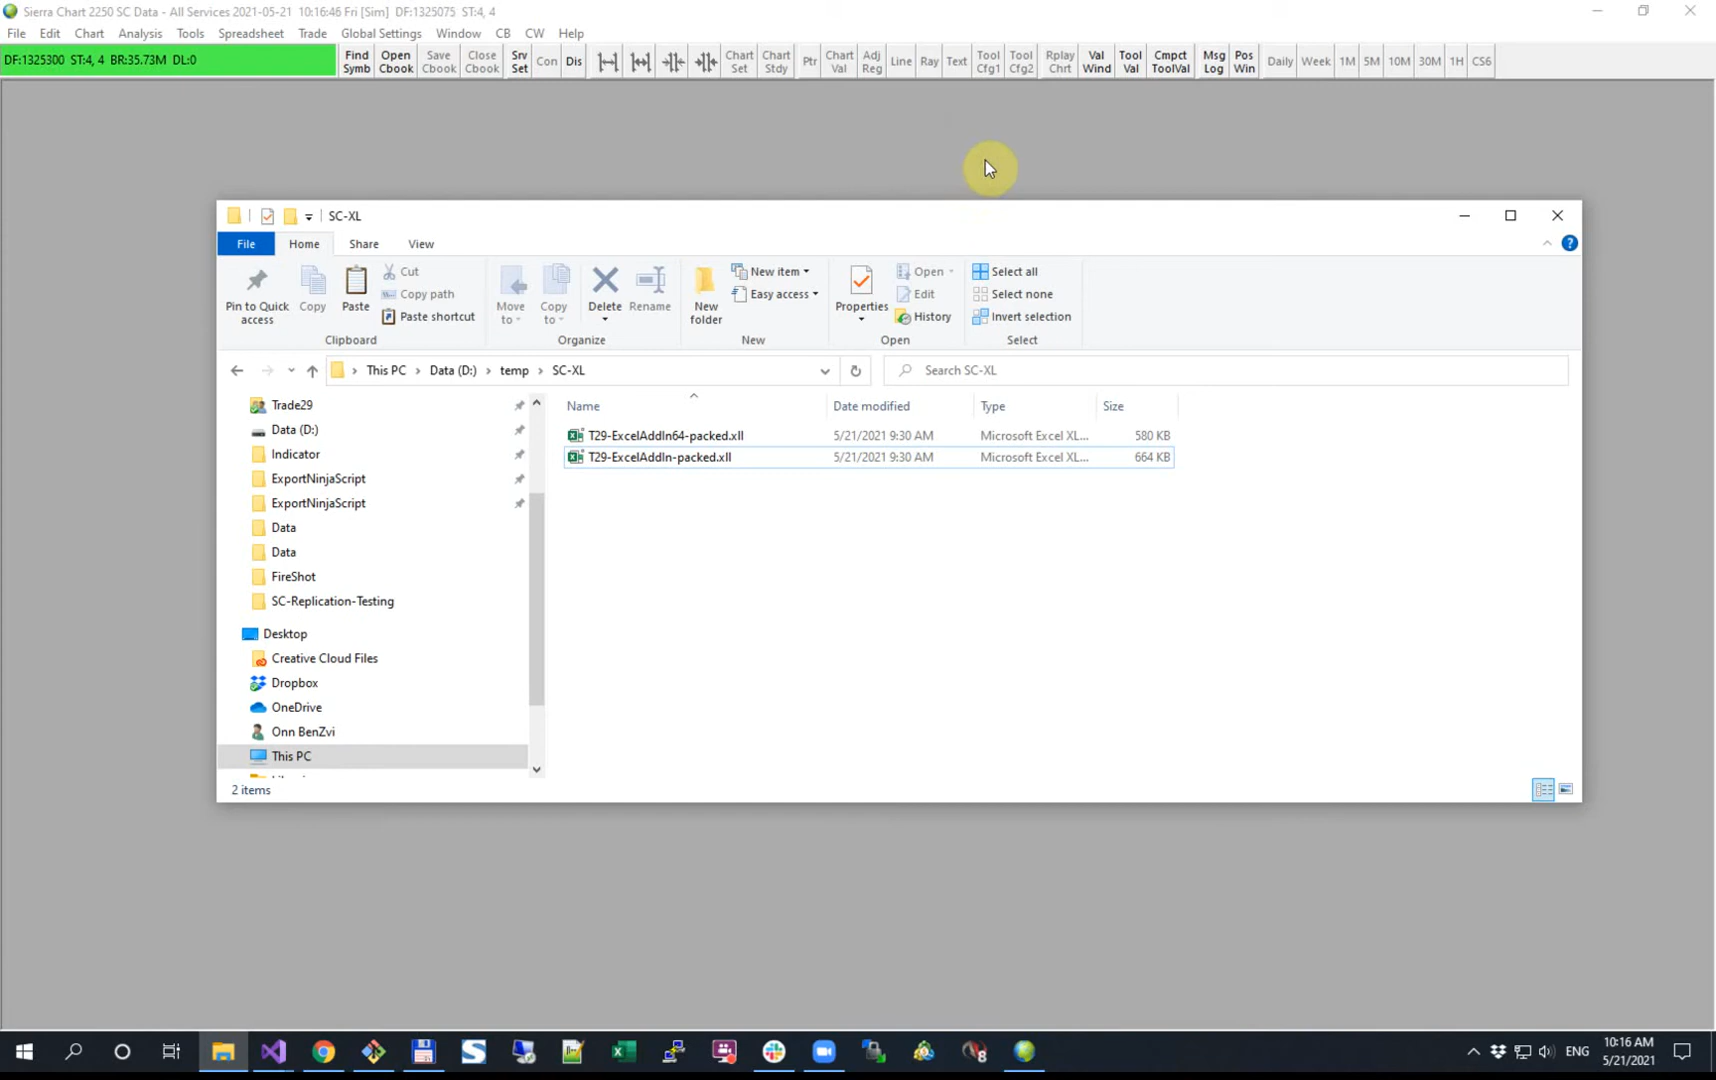 Sierra Chart 2250 SC Data - All Services 2021-05-21 10:16:46 Fri [Sim] DF:1325075 ST:4, 4
File Edit Chart Analysis Tools Spreadsheet Trade Global Settings Window CB CW Help
DF:1325300 ST:4, 4 BR:35.73M DL:0
Find Symb Open Cbook Save Cbook Close Cbook Srv Set Con Dis Chart Set Chart Stdy Ptr Chart Val Adj Reg Line Ray Text Tool Cfg1 Tool Cfg2 Rplay Chrt Val Wind Tool Val Cmpct ToolVal Msg Log Pos Win Daily Week 1M 5M 10M 30M 1H CS6
SC-XL
File Home Share View
Pin to Quick access
Copy
Paste
Cut
Copy path
Paste shortcut
Clipboard
Move to
Copy to
Delete
Rename
Organize
New folder
New item
Easy access
New
Properties
Open
Edit
History
Open
Select all
Select none
Invert selection
Select
This PC > Data (D:) > temp > SC-XL
Search SC-XL
Name Date modified Type Size
T29-ExcelAddIn64-packed.xll 5/21/2021 9:30 AM Microsoft Excel XL... 580 KB
T29-ExcelAddIn-packed.xll 5/21/2021 9:30 AM Microsoft Excel XL... 664 KB
Trade29
Data (D:)
Indicator
ExportNinjaScript
ExportNinjaScript
Data
Data
FireShot
SC-Replication-Testing
Desktop
Creative Cloud Files
Dropbox
OneDrive
Onn BenZvi
This PC
2 items
ENG
10:16 AM
5/21/2021